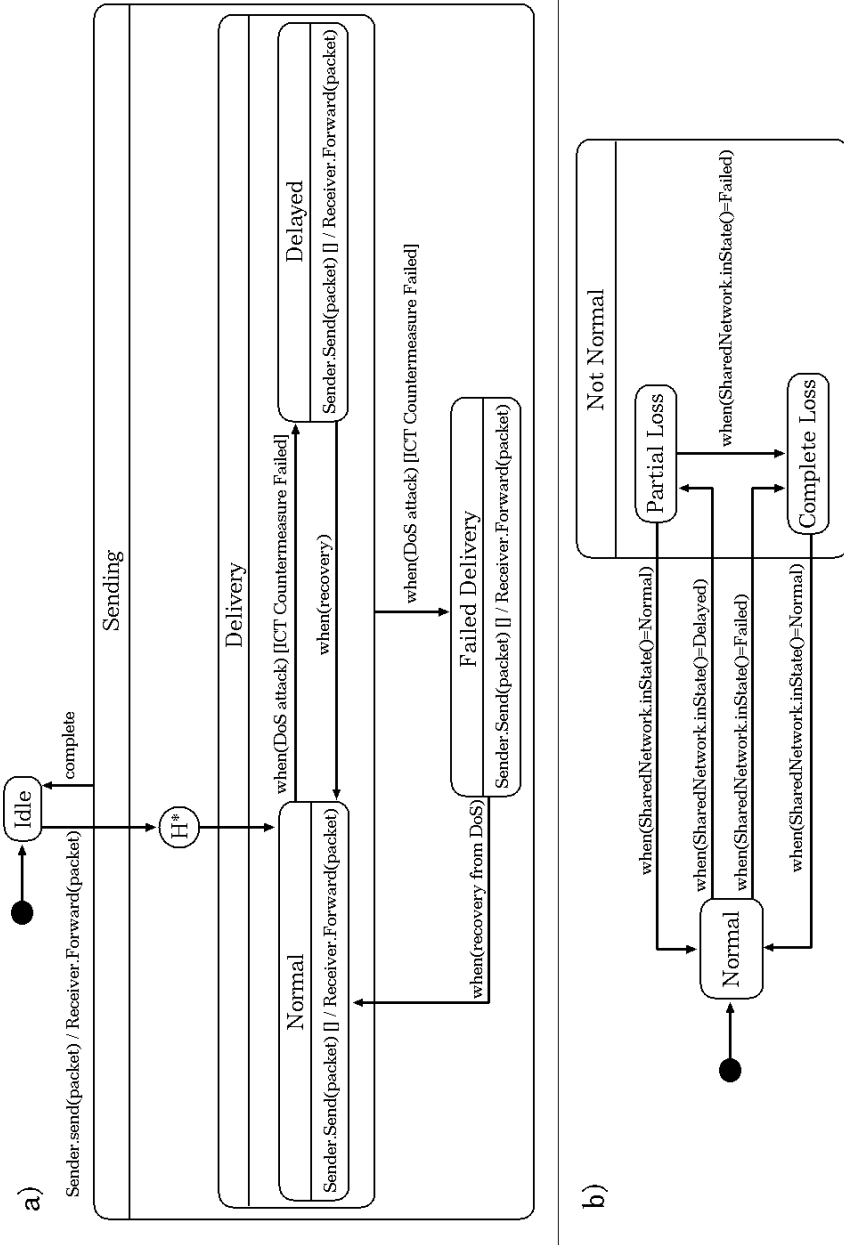 a)
Idle
Sender.send(packet) / Receiver.Forward(packet)
complete
Sending
H*
Delivery
Normal
Sender.Send(packet) [] / Receiver.Forward(packet)
when(DoS attack) [ICT Countermeasure Failed]
when(recovery)
Delayed
Sender.Send(packet) [] / Receiver.Forward(packet)
when(DoS attack) [ICT Countermeasure Failed]
Failed Delivery
Sender.Send(packet) [] / Receiver.Forward(packet)
when(recovery from DoS)
b)
Not Normal
Normal
when(SharedNetwork.inState()=Normal)
when(SharedNetwork.inState()=Delayed)
when(SharedNetwork.inState()=Failed)
when(SharedNetwork.inState()=Normal)
Partial Loss
when(SharedNetwork.inState()=Failed)
Complete Loss